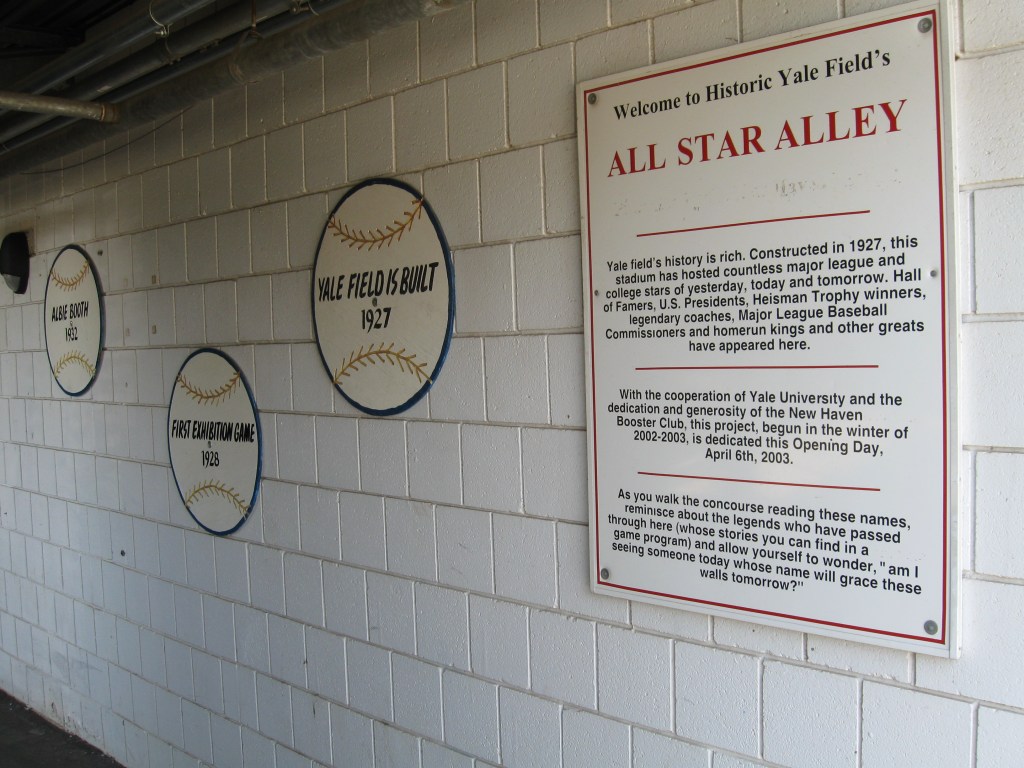 ALBIE BOOTH
1932
FIRST EXHIBITION GAME
1928
YALE FIELD IS BUILT
1927
Welcome to Historic Yale Field's
ALL STAR ALLEY
Yale field's history is rich. Constructed in 1927, this
stadium has hosted countless major league and
college stars of yesterday, today and tomorrow. Hall
of Famers, U.S. Presidents, Heisman Trophy winners,
legendary coaches, Major League Baseball
Commissioners and homerun kings and other greats
have appeared here.
With the cooperation of Yale University and the
dedication and generosity of the New Haven
Booster Club, this project, begun in the winter of
2002-2003, is dedicated this Opening Day,
April 6th, 2003.
As you walk the concourse reading these names,
reminisce about the legends who have passed
through here (whose stories you can find in a
game program) and allow yourself to wonder, "am I
seeing someone today whose name will grace these
walls tomorrow?"